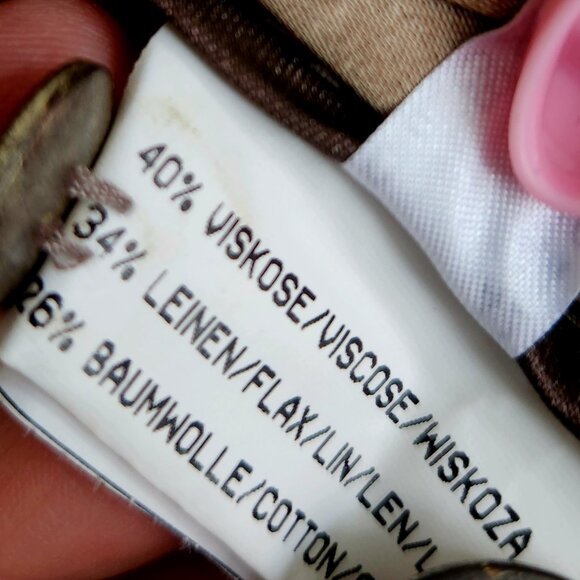 40% VISKOSE/VISCOSE/WISKOZA
34% LEINEN/FLAX/LIN/LEN/
26% BAUMWOLLE/COTTON/